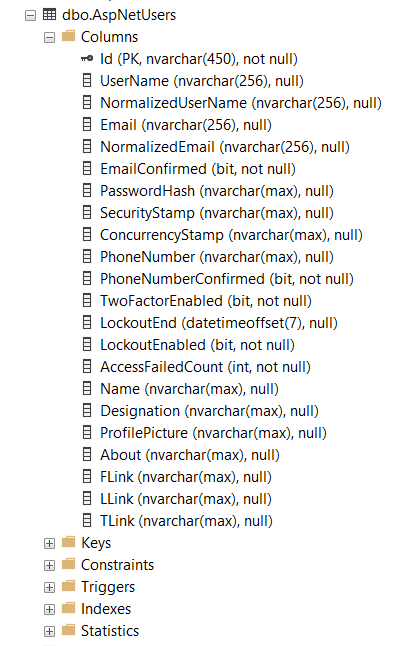 dbo.AspNetUsers
Columns
Id (PK, nvarchar(450), not null)
UserName (nvarchar(256), null)
NormalizedUserName (nvarchar(256), null)
Email (nvarchar(256), null)
NormalizedEmail (nvarchar(256), null)
EmailConfirmed (bit, not null)
PasswordHash (nvarchar(max), null)
SecurityStamp (nvarchar(max), null)
ConcurrencyStamp (nvarchar(max), null)
PhoneNumber (nvarchar(max), null)
PhoneNumberConfirmed (bit, not null)
TwoFactorEnabled (bit, not null)
LockoutEnd (datetimeoffset(7), null)
LockoutEnabled (bit, not null)
AccessFailedCount (int, not null)
Name (nvarchar(max), null)
Designation (nvarchar(max), null)
ProfilePicture (nvarchar(max), null)
About (nvarchar(max), null)
FLink (nvarchar(max), null)
LLink (nvarchar(max), null)
TLink (nvarchar(max), null)
Keys
Constraints
Triggers
Indexes
Statistics